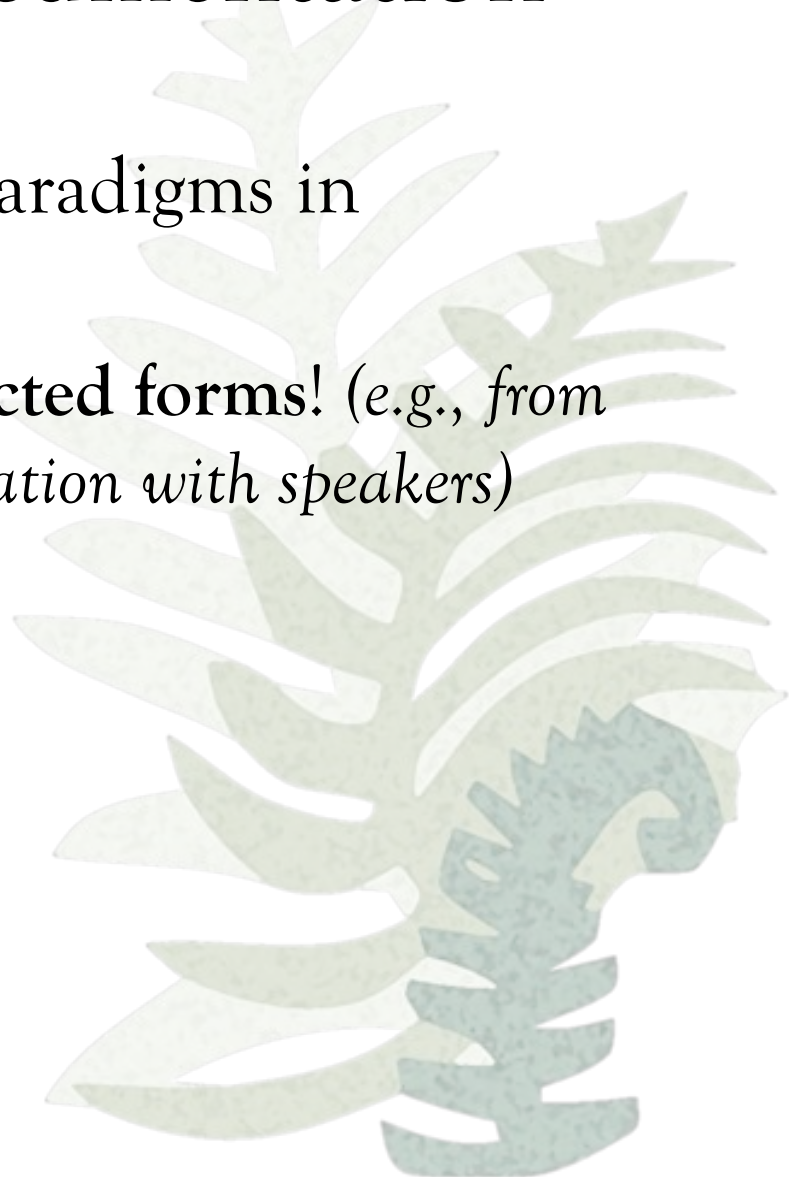 aradigms in
cted forms! (e.g., from
ation with speakers)